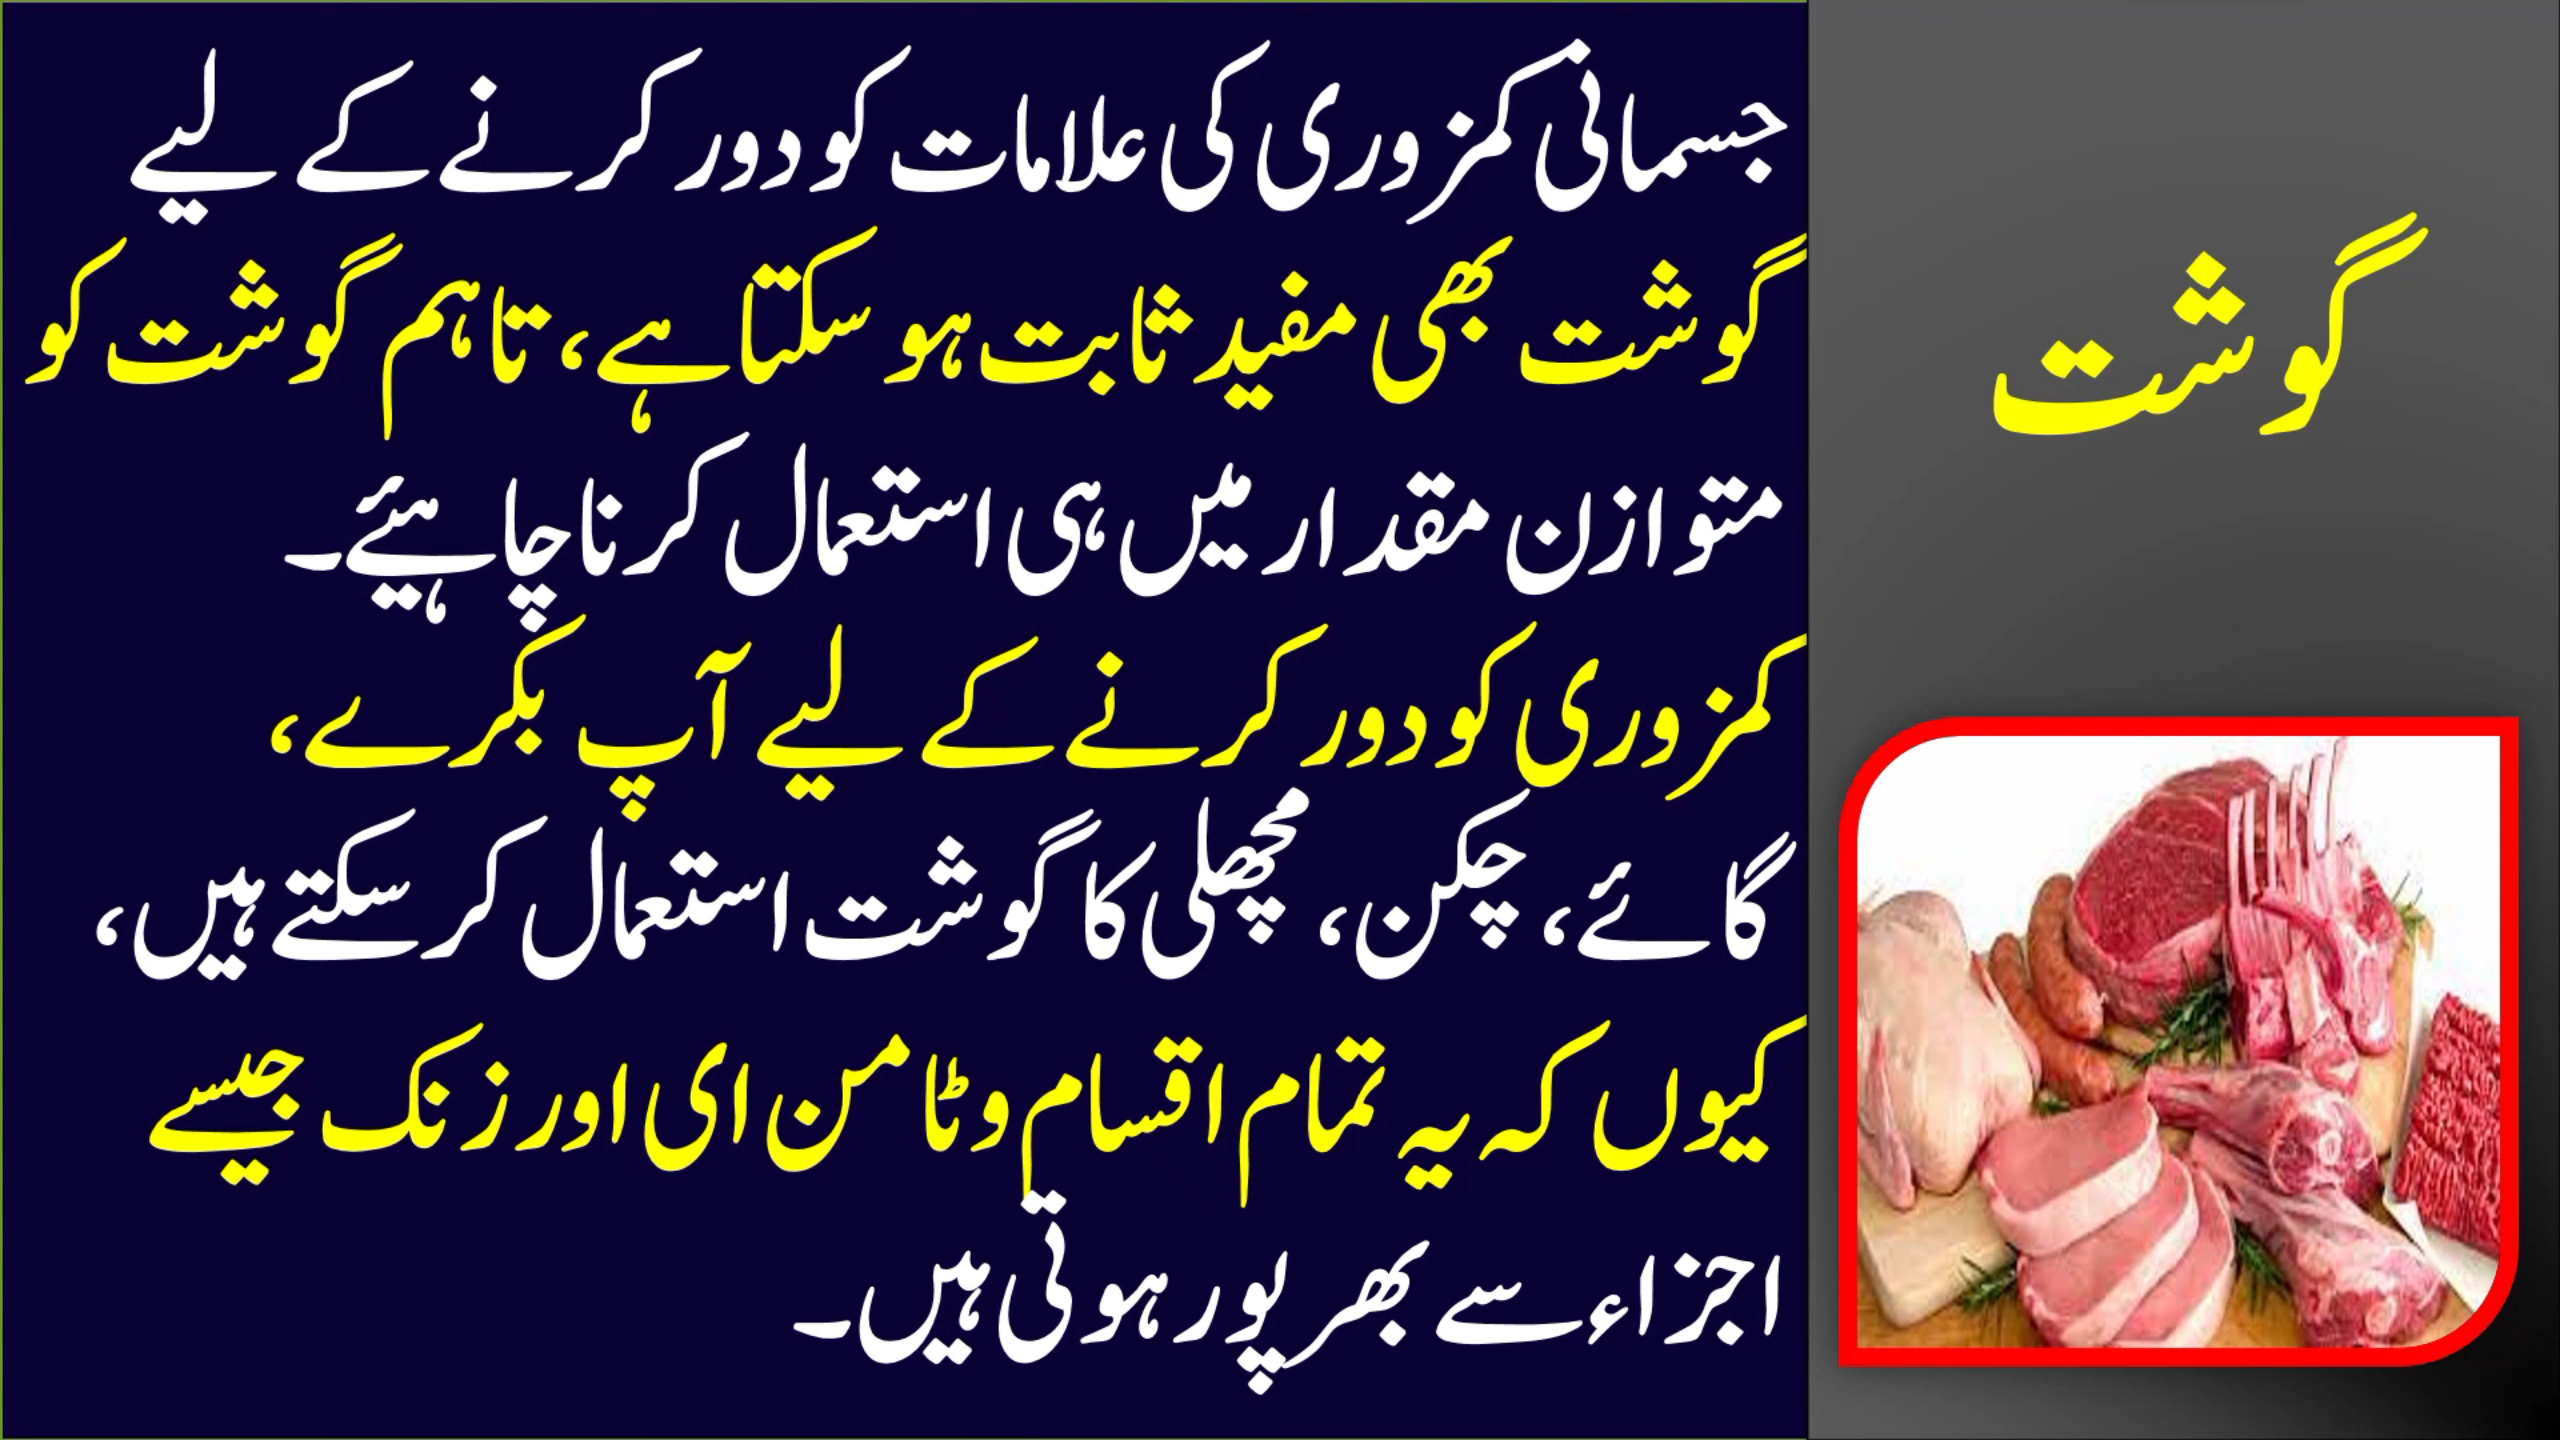 گوشت
جسمانی کمزوری کی علامات کو دور کرنے کے لیے
گوشت بھی مفید ثابت ہو سکتا ہے، تاہم گوشت کو
متوازن مقدار میں ہی استعمال کرنا چاہیئے۔
کمزوری کو دور کرنے کے لیے آپ بکرے،
گائے، چکن، مچھلی کا گوشت استعمال کر سکتے ہیں،
کیوں کہ یہ تمام اقسام وٹامن ای اور زنک جیسے
اجزاء سے بھرپور ہوتی ہیں۔